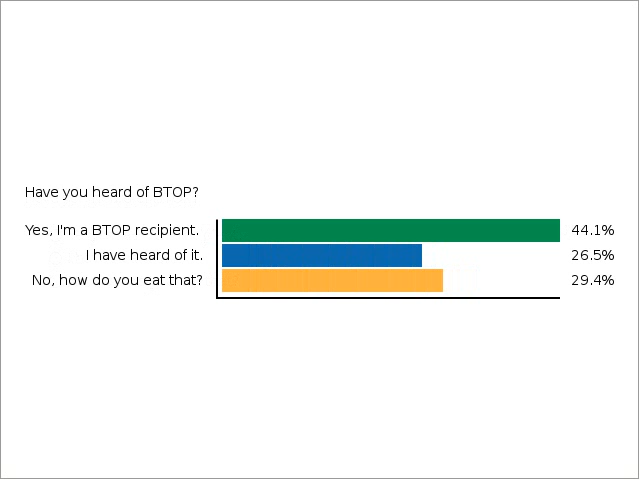 Have you heard of BTOP?
Yes, I'm a BTOP recipient. 44.1%
I have heard of it. 26.5%
No, how do you eat that? 29.4%